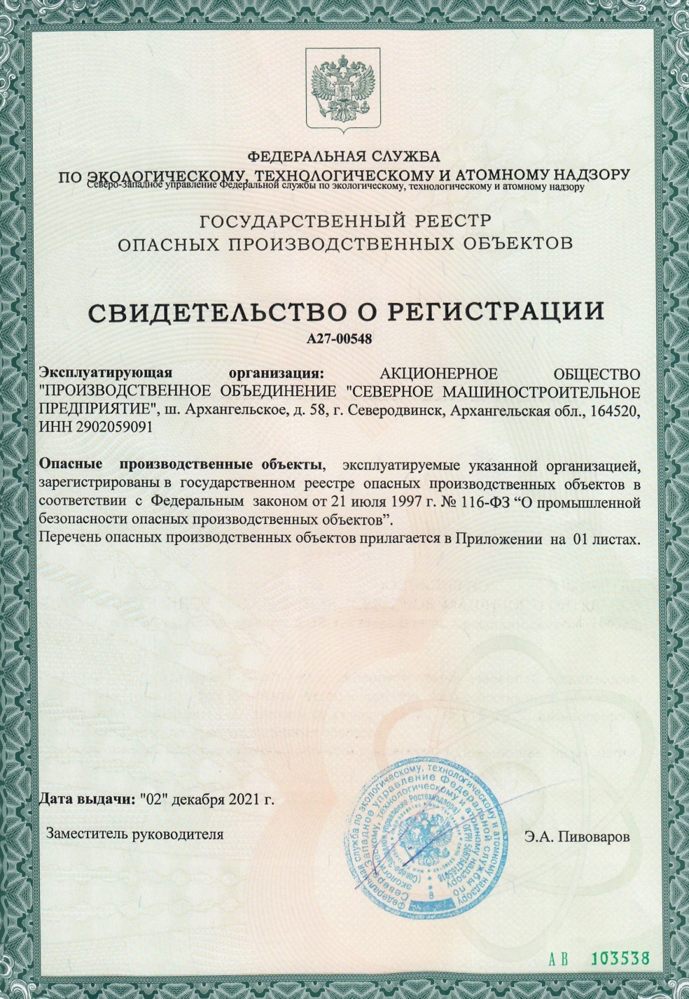 ФЕДЕРАЛЬНАЯ СЛУЖБА
ПО ЭКОЛОГИЧЕСКОМУ, ТЕХНОЛОГИЧЕСКОМУ И АТОМНОМУ НАДЗОРУ
Северо-Западное управление Федеральной службы по экологическому, технологическому и атомному надзору
ГОСУДАРСТВЕННЫЙ РЕЕСТР
ОПАСНЫХ ПРОИЗВОДСТВЕННЫХ ОБЪЕКТОВ
СВИДЕТЕЛЬСТВО О РЕГИСТРАЦИИ
А27-00548
Эксплуатирующая организация: АКЦИОНЕРНОЕ ОБЩЕСТВО
"ПРОИЗВОДСТВЕННОЕ ОБЪЕДИНЕНИЕ "СЕВЕРНОЕ МАШИНОСТРОИТЕЛЬНОЕ
ПРЕДПРИЯТИЕ", ш. Архангельское, д. 58, г. Северодвинск, Архангельская обл., 164520,
ИНН 2902059091
Опасные производственные объекты, эксплуатируемые указанной организацией,
зарегистрированы в государственном реестре опасных производственных объектов в
соответствии с Федеральным законом от 21 июля 1997 г. № 116-ФЗ “О промышленной
безопасности опасных производственных объектов”.
Перечень опасных производственных объектов прилагается в Приложении на 01 листах.
Дата выдачи: "02" декабря 2021 г.
Заместитель руководителя
Э.А. Пивоваров
Федеральная служба по экологическому, технологическому и атомному надзору
Северо-Западное управление Федеральной службы по
экологическому, технологическому и атомному надзору
(Северо-Западное управление Ростехнадзора)
8
АВ 103538